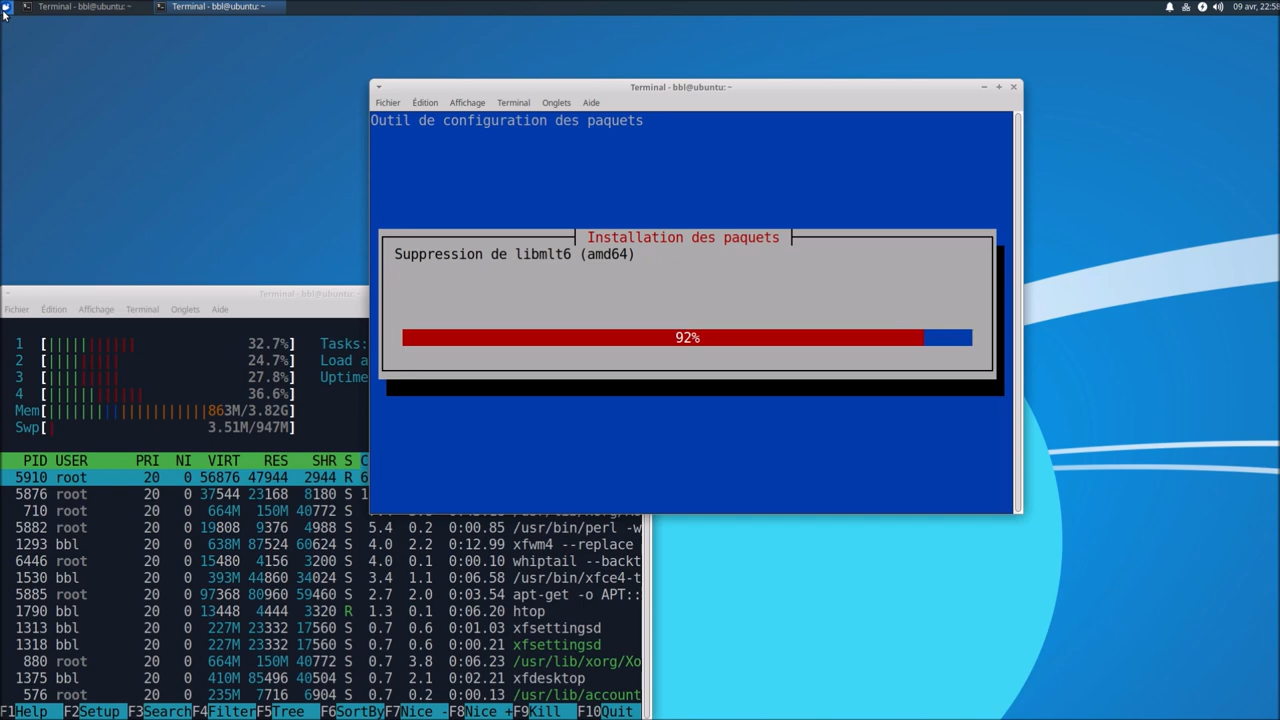 Terminal - bbl@ubuntu: ~
Terminal - bbl@ubuntu: ~
09 avr, 22:58
Terminal - bbl@ubuntu: ~
Fichier Édition Affichage Terminal Onglets Aide
Outil de configuration des paquets
Installation des paquets
Suppression de libmlt6 (amd64)
92%
Terminal - bbl@ubuntu: ~
Fichier Édition Affichage Terminal Onglets Aide
1 [|||||||||||| 32.7%] Tasks:
2 [|||||||||| 24.7%] Load a
3 [|||||||||| 27.8%] Uptime
4 [||||||||||||| 36.6%]
Mem[||||||||||||||||||||863M/3.82G]
Swp[| 3.51M/947M]
PID USER PRI NI VIRT RES SHR S C
5910 root 20 0 56876 47944 2944 R 6
5876 root 20 0 37544 23168 8180 S 1
710 root 20 0 664M 150M 40772 S
5882 root 20 0 19808 9376 4988 S 5.4 0.2 0:00.85 /usr/bin/perl -w
1293 bbl 20 0 638M 87524 60624 S 4.0 2.2 0:12.99 xfwm4 --replace
6446 root 20 0 15480 4156 3200 S 4.0 0.1 0:00.10 whiptail --backt
1530 bbl 20 0 393M 44860 34024 S 3.4 1.1 0:06.58 /usr/bin/xfce4-t
5885 root 20 0 97368 80960 59460 S 2.7 2.0 0:03.54 apt-get -o APT::
1790 bbl 20 0 13448 4444 3320 R 1.3 0.1 0:06.20 htop
1313 bbl 20 0 227M 23332 17560 S 0.7 0.6 0:01.03 xfsettingsd
1318 bbl 20 0 227M 23332 17560 S 0.7 0.6 0:00.21 xfsettingsd
880 root 20 0 664M 150M 40772 S 0.7 3.8 0:06.23 /usr/lib/xorg/Xo
1375 bbl 20 0 410M 85496 40504 S 0.7 2.1 0:02.21 xfdesktop
576 root 20 0 235M 7716 6904 S 0.7 0.2 0:00.13 /usr/lib/account
F1Help F2Setup F3Search F4Filter F5Tree F6SortBy F7Nice - F8Nice + F9Kill F10Quit